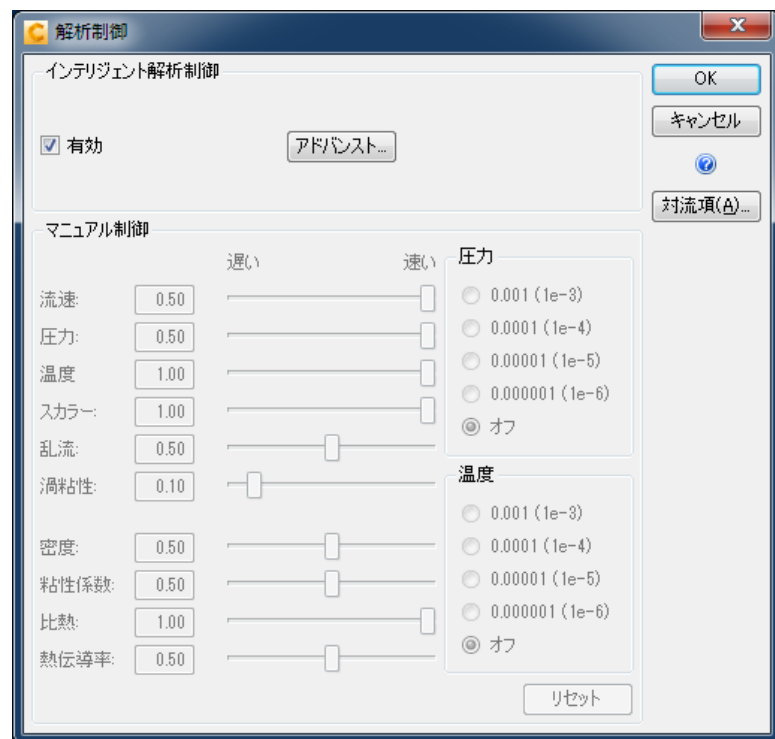 解析制御
インテリジェント解析制御
有効
アドバンスト...
OK
キャンセル
対流項(A)...
マニュアル制御
遅い 速い
流速: 0.50
圧力: 0.50
温度 1.00
スカラー: 1.00
乱流: 0.50
渦粘性: 0.10
密度: 0.50
粘性係数: 0.50
比熱: 1.00
熱伝導率: 0.50
圧力
0.001 (1e-3)
0.0001 (1e-4)
0.00001 (1e-5)
0.000001 (1e-6)
オフ
温度
0.001 (1e-3)
0.0001 (1e-4)
0.00001 (1e-5)
0.000001 (1e-6)
オフ
リセット